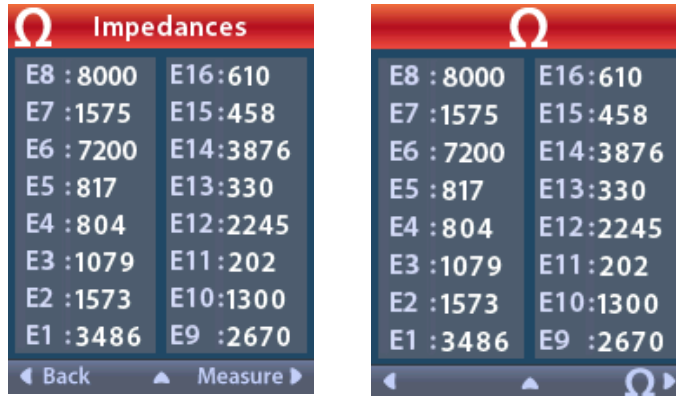 Ω Impedances
E8 : 8000 E16: 610
E7 : 1575 E15: 458
E6 : 7200 E14: 3876
E5 : 817 E13: 330
E4 : 804 E12: 2245
E3 : 1079 E11: 202
E2 : 1573 E10: 1300
E1 : 3486 E9 : 2670
Back Measure
Ω
E8 : 8000 E16: 610
E7 : 1575 E15: 458
E6 : 7200 E14: 3876
E5 : 817 E13: 330
E4 : 804 E12: 2245
E3 : 1079 E11: 202
E2 : 1573 E10: 1300
E1 : 3486 E9 : 2670
Ω